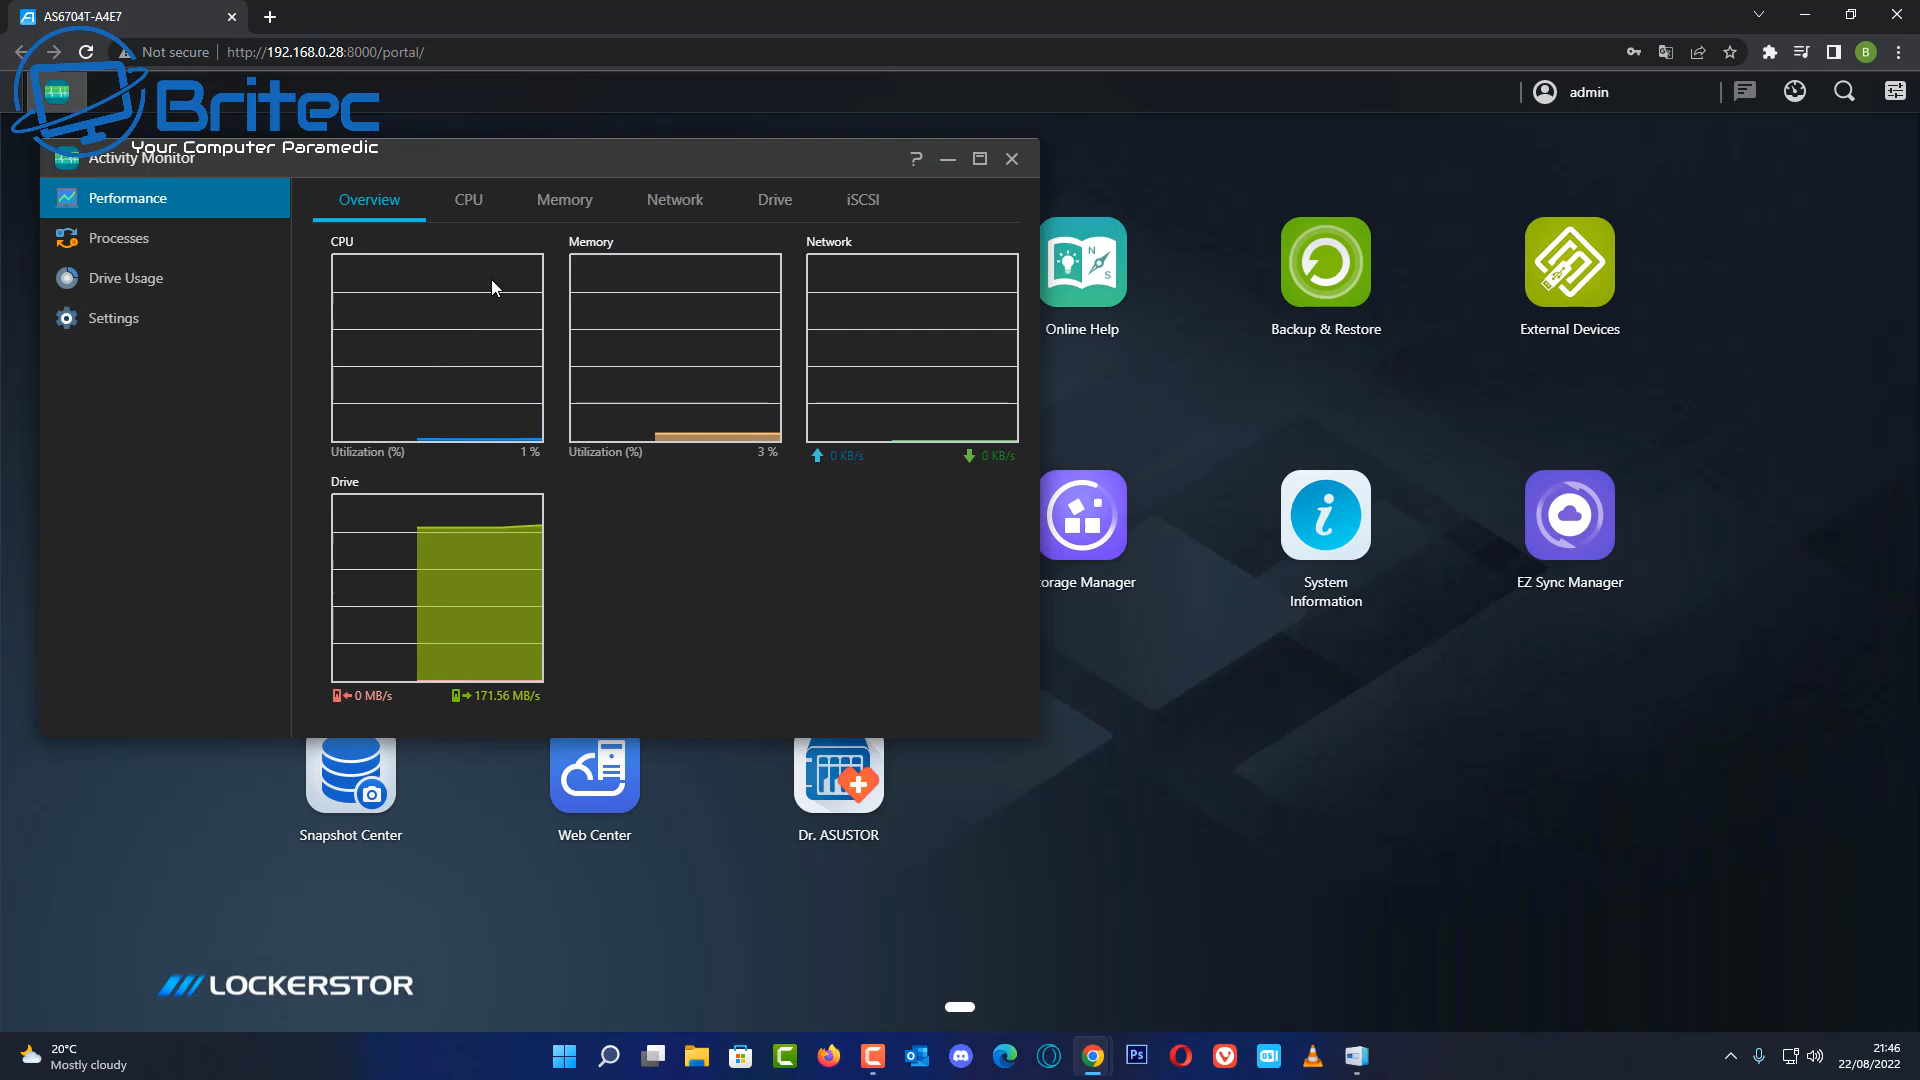 AS6704T-A4E7
Not secure
http://192.168.0.28:8000/portal/
Britec
Your Computer Paramedic
admin
Activity Monitor
Performance
Processes
Drive Usage
Settings
Overview
CPU
Memory
Network
Drive
iSCSI
CPU
Memory
Network
Utilization (%)
1 %
Utilization (%)
3 %
0 KB/s
0 KB/s
Drive
0 MB/s
171.56 MB/s
Online Help
N
S
Backup & Restore
External Devices
orage Manager
System
Information
EZ Sync Manager
Snapshot Center
Web Center
Dr. ASUSTOR
LOCKERSTOR
20°C
Mostly cloudy
Ps
21:46
22/08/2022
B